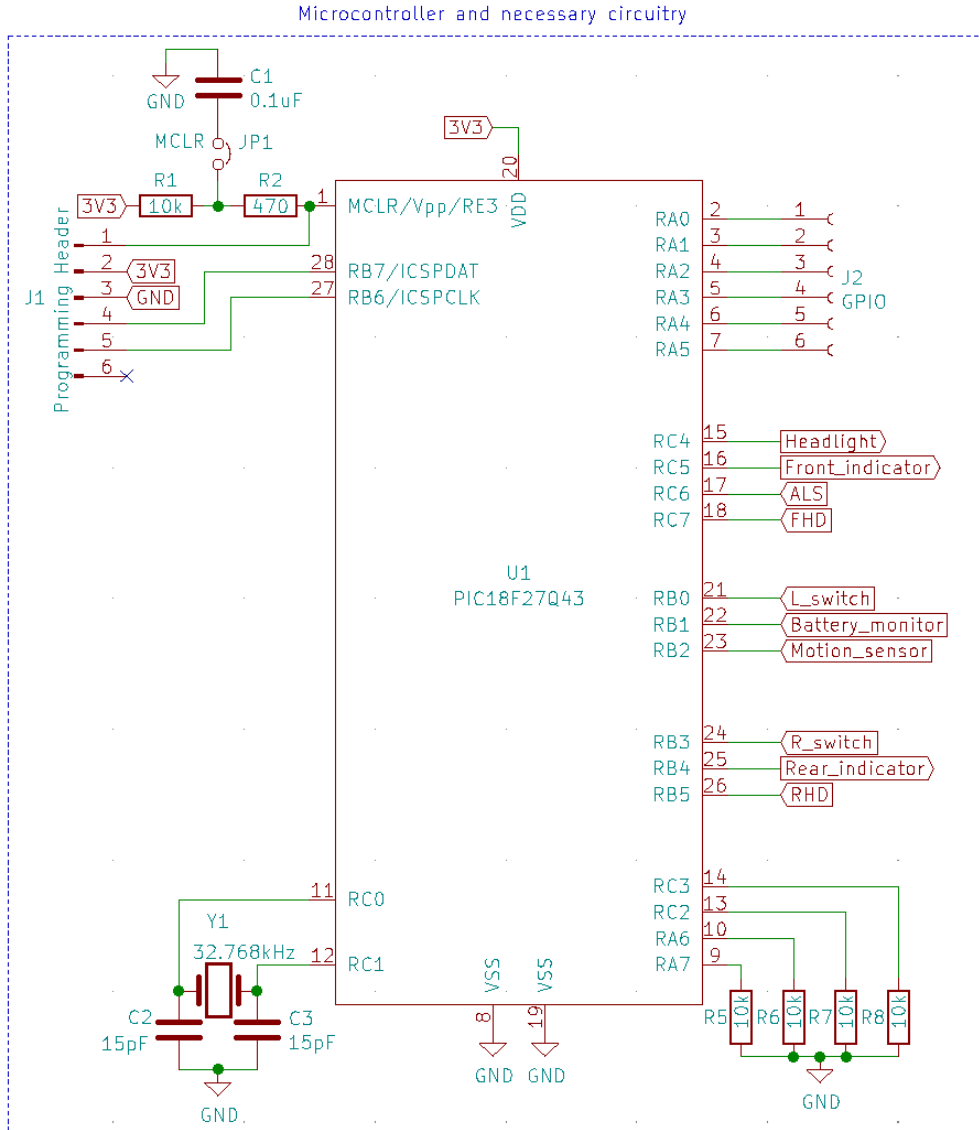 Microcontroller and necessary circuitry
C1
0.1uF
GND
MCLR
JP1
3V3
20
VDD
R1
10k
R2
470
3V3
1
MCLR/Vpp/RE3
J1
Programming Header
1
2
3V3
3
GND
4
5
6
28
RB7/ICSPDAT
27
RB6/ICSPCLK
RA0
2
1
RA1
3
2
RA2
4
3
RA3
5
4
RA4
6
5
RA5
7
6
J2
GPIO
RC4
15
Headlight
RC5
16
Front_indicator
RC6
17
ALS
RC7
18
FHD
U1
PIC18F27Q43
RB0
21
L_switch
RB1
22
Battery_monitor
RB2
23
Motion_sensor
RB3
24
R_switch
RB4
25
Rear_indicator
RB5
26
RHD
11
RC0
Y1
32.768kHz
12
RC1
C2
15pF
C3
15pF
GND
VSS
8
GND
VSS
19
GND
RC3
14
RC2
13
RA6
10
RA7
9
R5
10k
R6
10k
R7
10k
R8
10k
GND